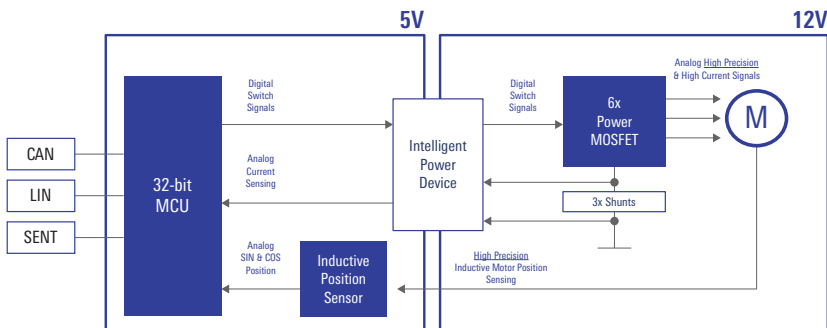 5V
12V
Digital
Switch
Signals
Digital
Switch
Signals
Analog High Precision
& High Current Signals
6x
Power
MOSFET
M
CAN
LIN
SENT
32-bit
MCU
Analog
Current
Sensing
Intelligent
Power
Device
3x Shunts
Analog
SIN & COS
Position
Inductive
Position
Sensor
High Precision
Inductive Motor Position
Sensing